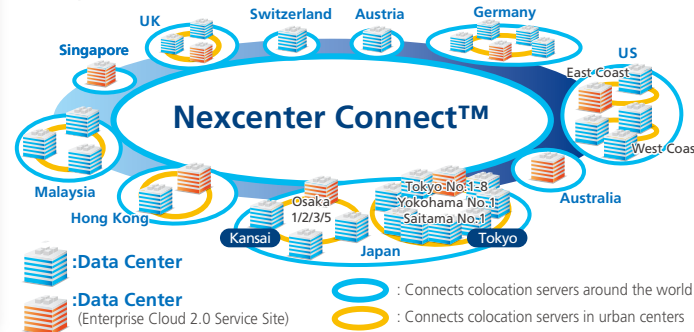 Switzerland
Austria
Germany
UK
Singapore
US
East Coast
Nexcenter Connect™
West Coast
Malaysia
Hong Kong
Osaka
1/2/3/5
Tokyo No.1-8
Yokohama No.1
Saitama No.1
Australia
Kansai
Japan
Tokyo
:Data Center
:Data Center
(Enterprise Cloud 2.0 Service Site)
: Connects colocation servers around the world
: Connects colocation servers in urban centers